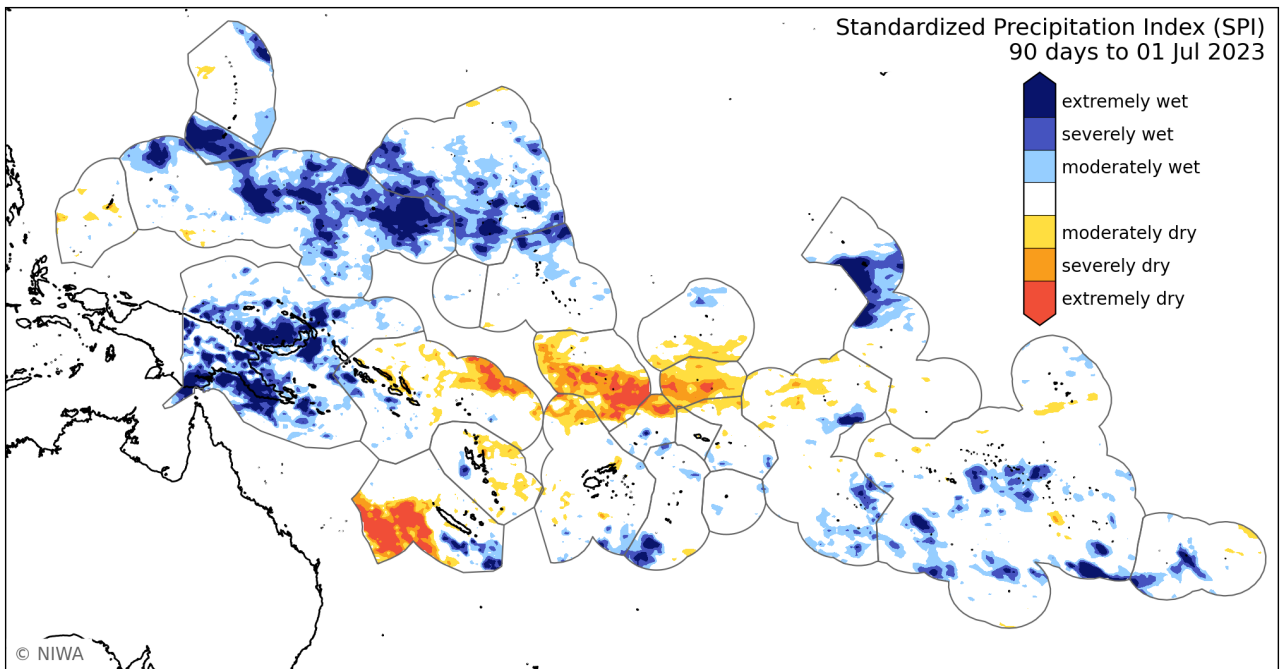 Standardized Precipitation Index (SPI)
90 days to 01 Jul 2023
extremely wet
severely wet
moderately wet
moderately dry
severely dry
extremely dry
© NIWA